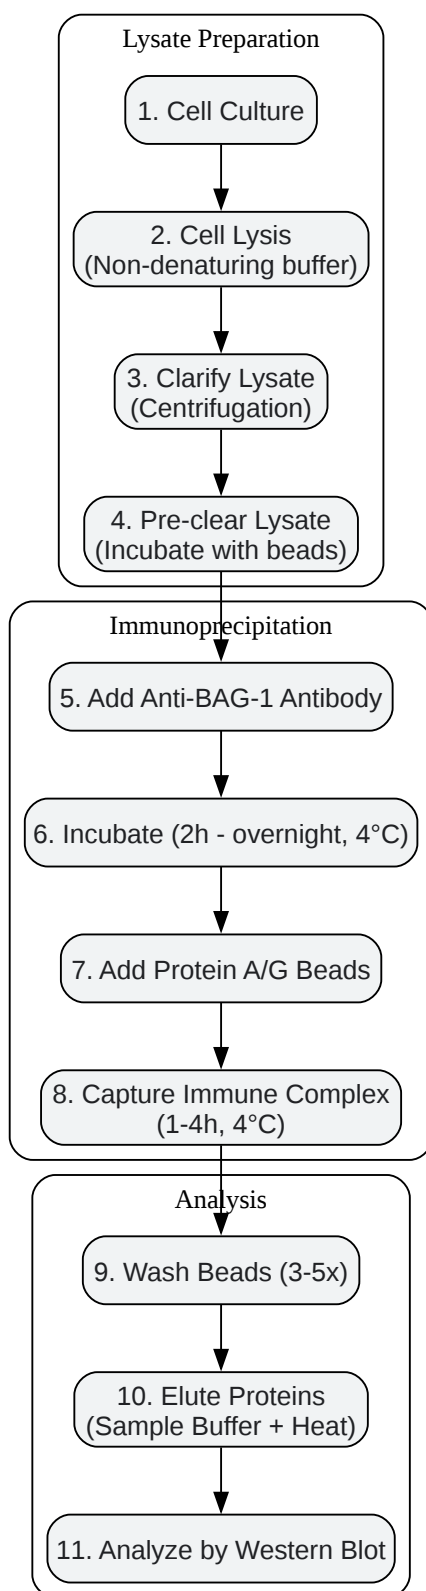 Lysate Preparation
1. Cell Culture
2. Cell Lysis
(Non-denaturing buffer)
3. Clarify Lysate
(Centrifugation)
4. Pre-clear Lysate
(Incubate with beads)
Immunoprecipitation
5. Add Anti-BAG-1 Antibody
6. Incubate (2h - overnight, 4°C)
7. Add Protein A/G Beads
8. Capture Immune Complex
(1-4h, 4°C)
Analysis
9. Wash Beads (3-5x)
10. Elute Proteins
(Sample Buffer + Heat)
11. Analyze by Western Blot